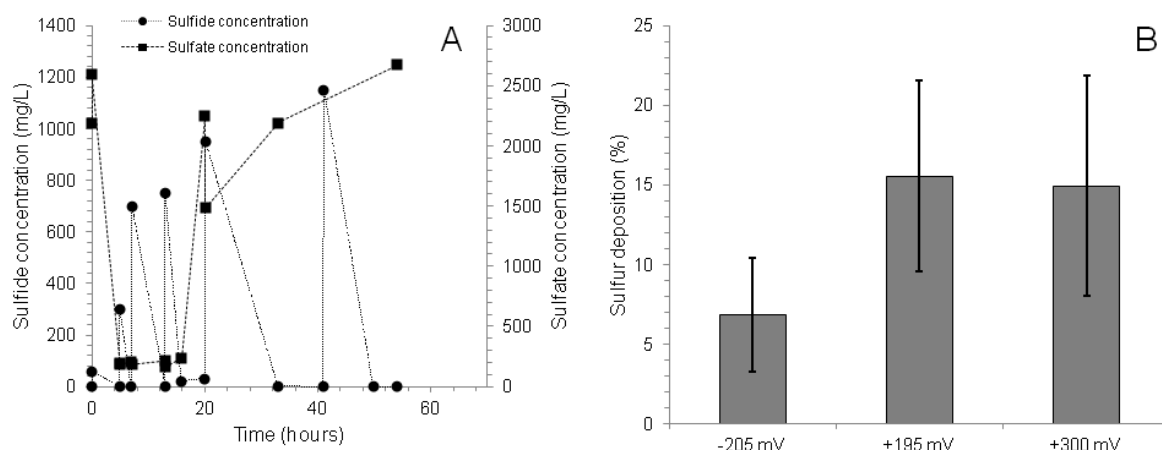 Sulfide concentration
Sulfate concentration
A
Sulfide concentration (mg/L)
1400
1200
1000
800
600
400
200
0
3000
2500
2000
1500
1000
500
0
Sulfate concentration (mg/L)
0 20 40 60
Time (hours)
B
Sulfur deposition (%)
25
20
15
10
5
0
-205 mV +195 mV +300 mV